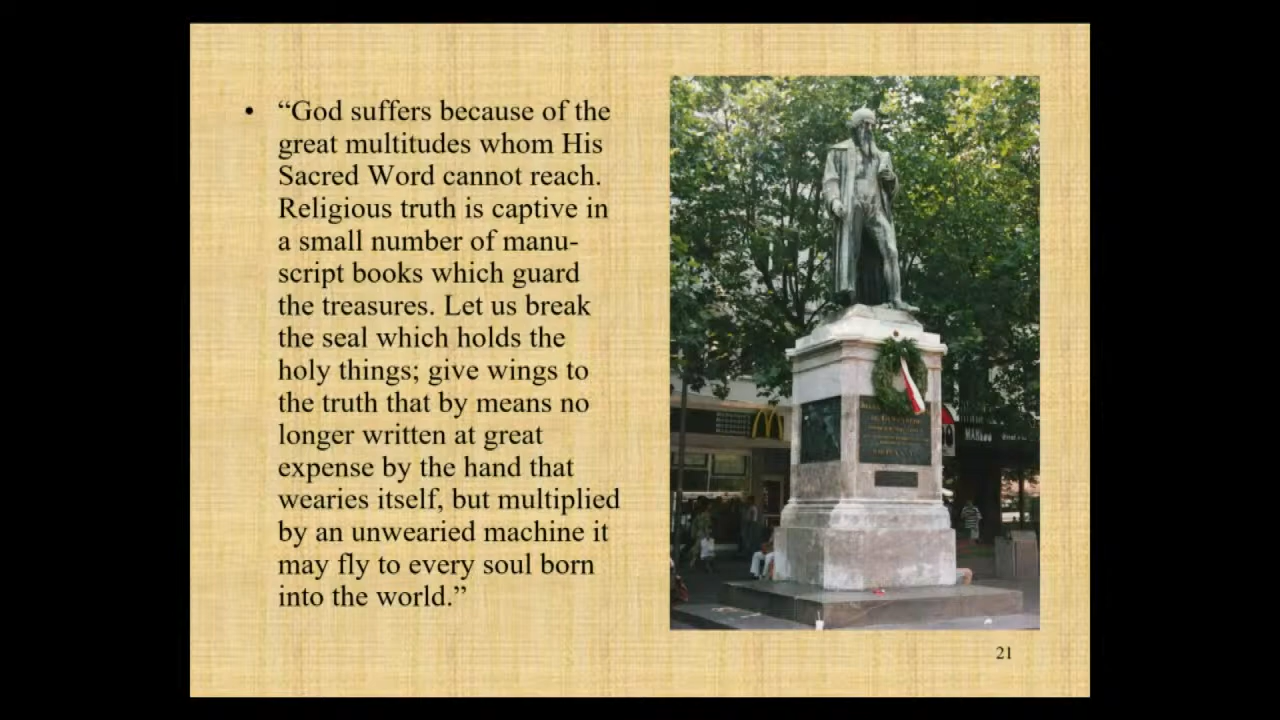 • “God suffers because of the
great multitudes whom His
Sacred Word cannot reach.
Religious truth is captive in
a small number of manu-
script books which guard
the treasures. Let us break
the seal which holds the
holy things; give wings to
the truth that by means no
longer written at great
expense by the hand that
wearies itself, but multiplied
by an unwearied machine it
may fly to every soul born
into the world.”
21